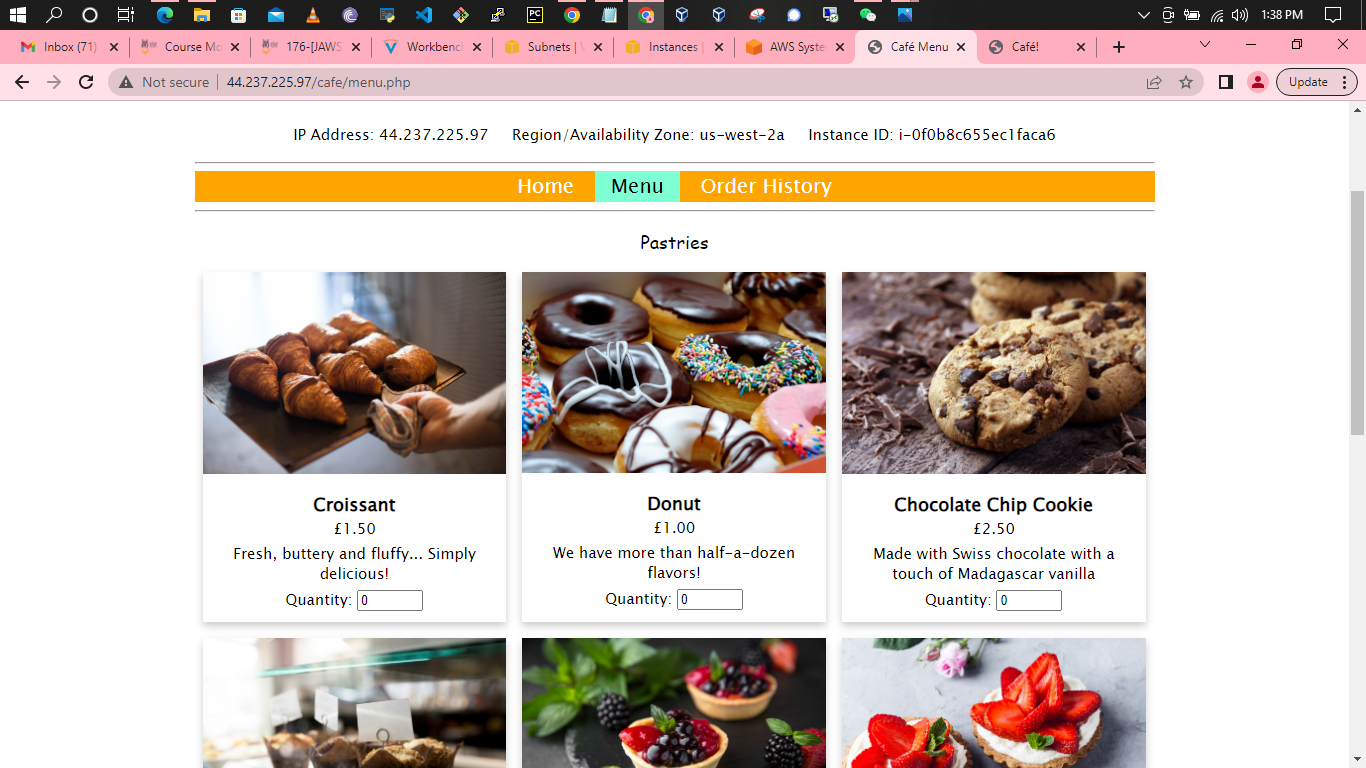 1:38 PM
Inbox (71)
Course Mo
176-[JAWS
Workbenc
Subnets | V
Instances |
AWS Syste
Café Menu
Café!
Not secure
44.237.225.97/cafe/menu.php
Update
IP Address: 44.237.225.97 Region/Availability Zone: us-west-2a Instance ID: i-0f0b8c655ec1faca6
Home Menu Order History
Pastries
Croissant
£1.50
Fresh, buttery and fluffy... Simply
delicious!
Quantity: 0
Donut
£1.00
We have more than half-a-dozen
flavors!
Quantity: 0
Chocolate Chip Cookie
£2.50
Made with Swiss chocolate with a
touch of Madagascar vanilla
Quantity: 0